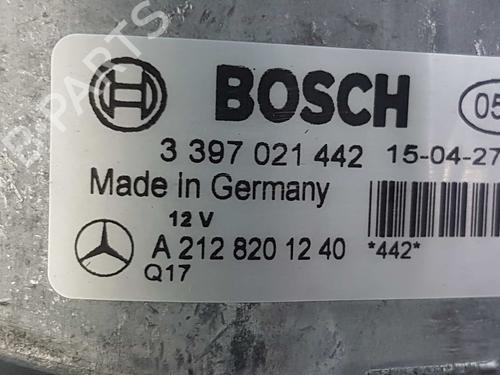 B-PARTS
BOSCH
05
3 397 021 442 15-04-27
Made in Germany
12 V
A 212 820 12 40 *442*
Q17